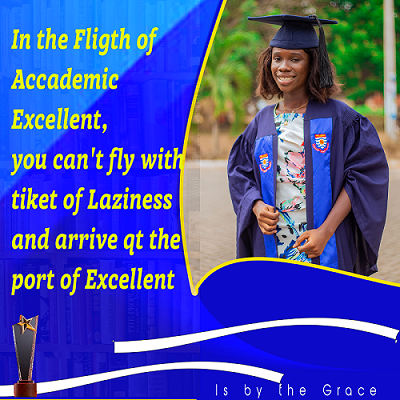 In the Fligth of
Accademic
Excellent,
you can't fly with
tiket of Laziness
and arrive qt the
port of Excellent
Is by the Grace